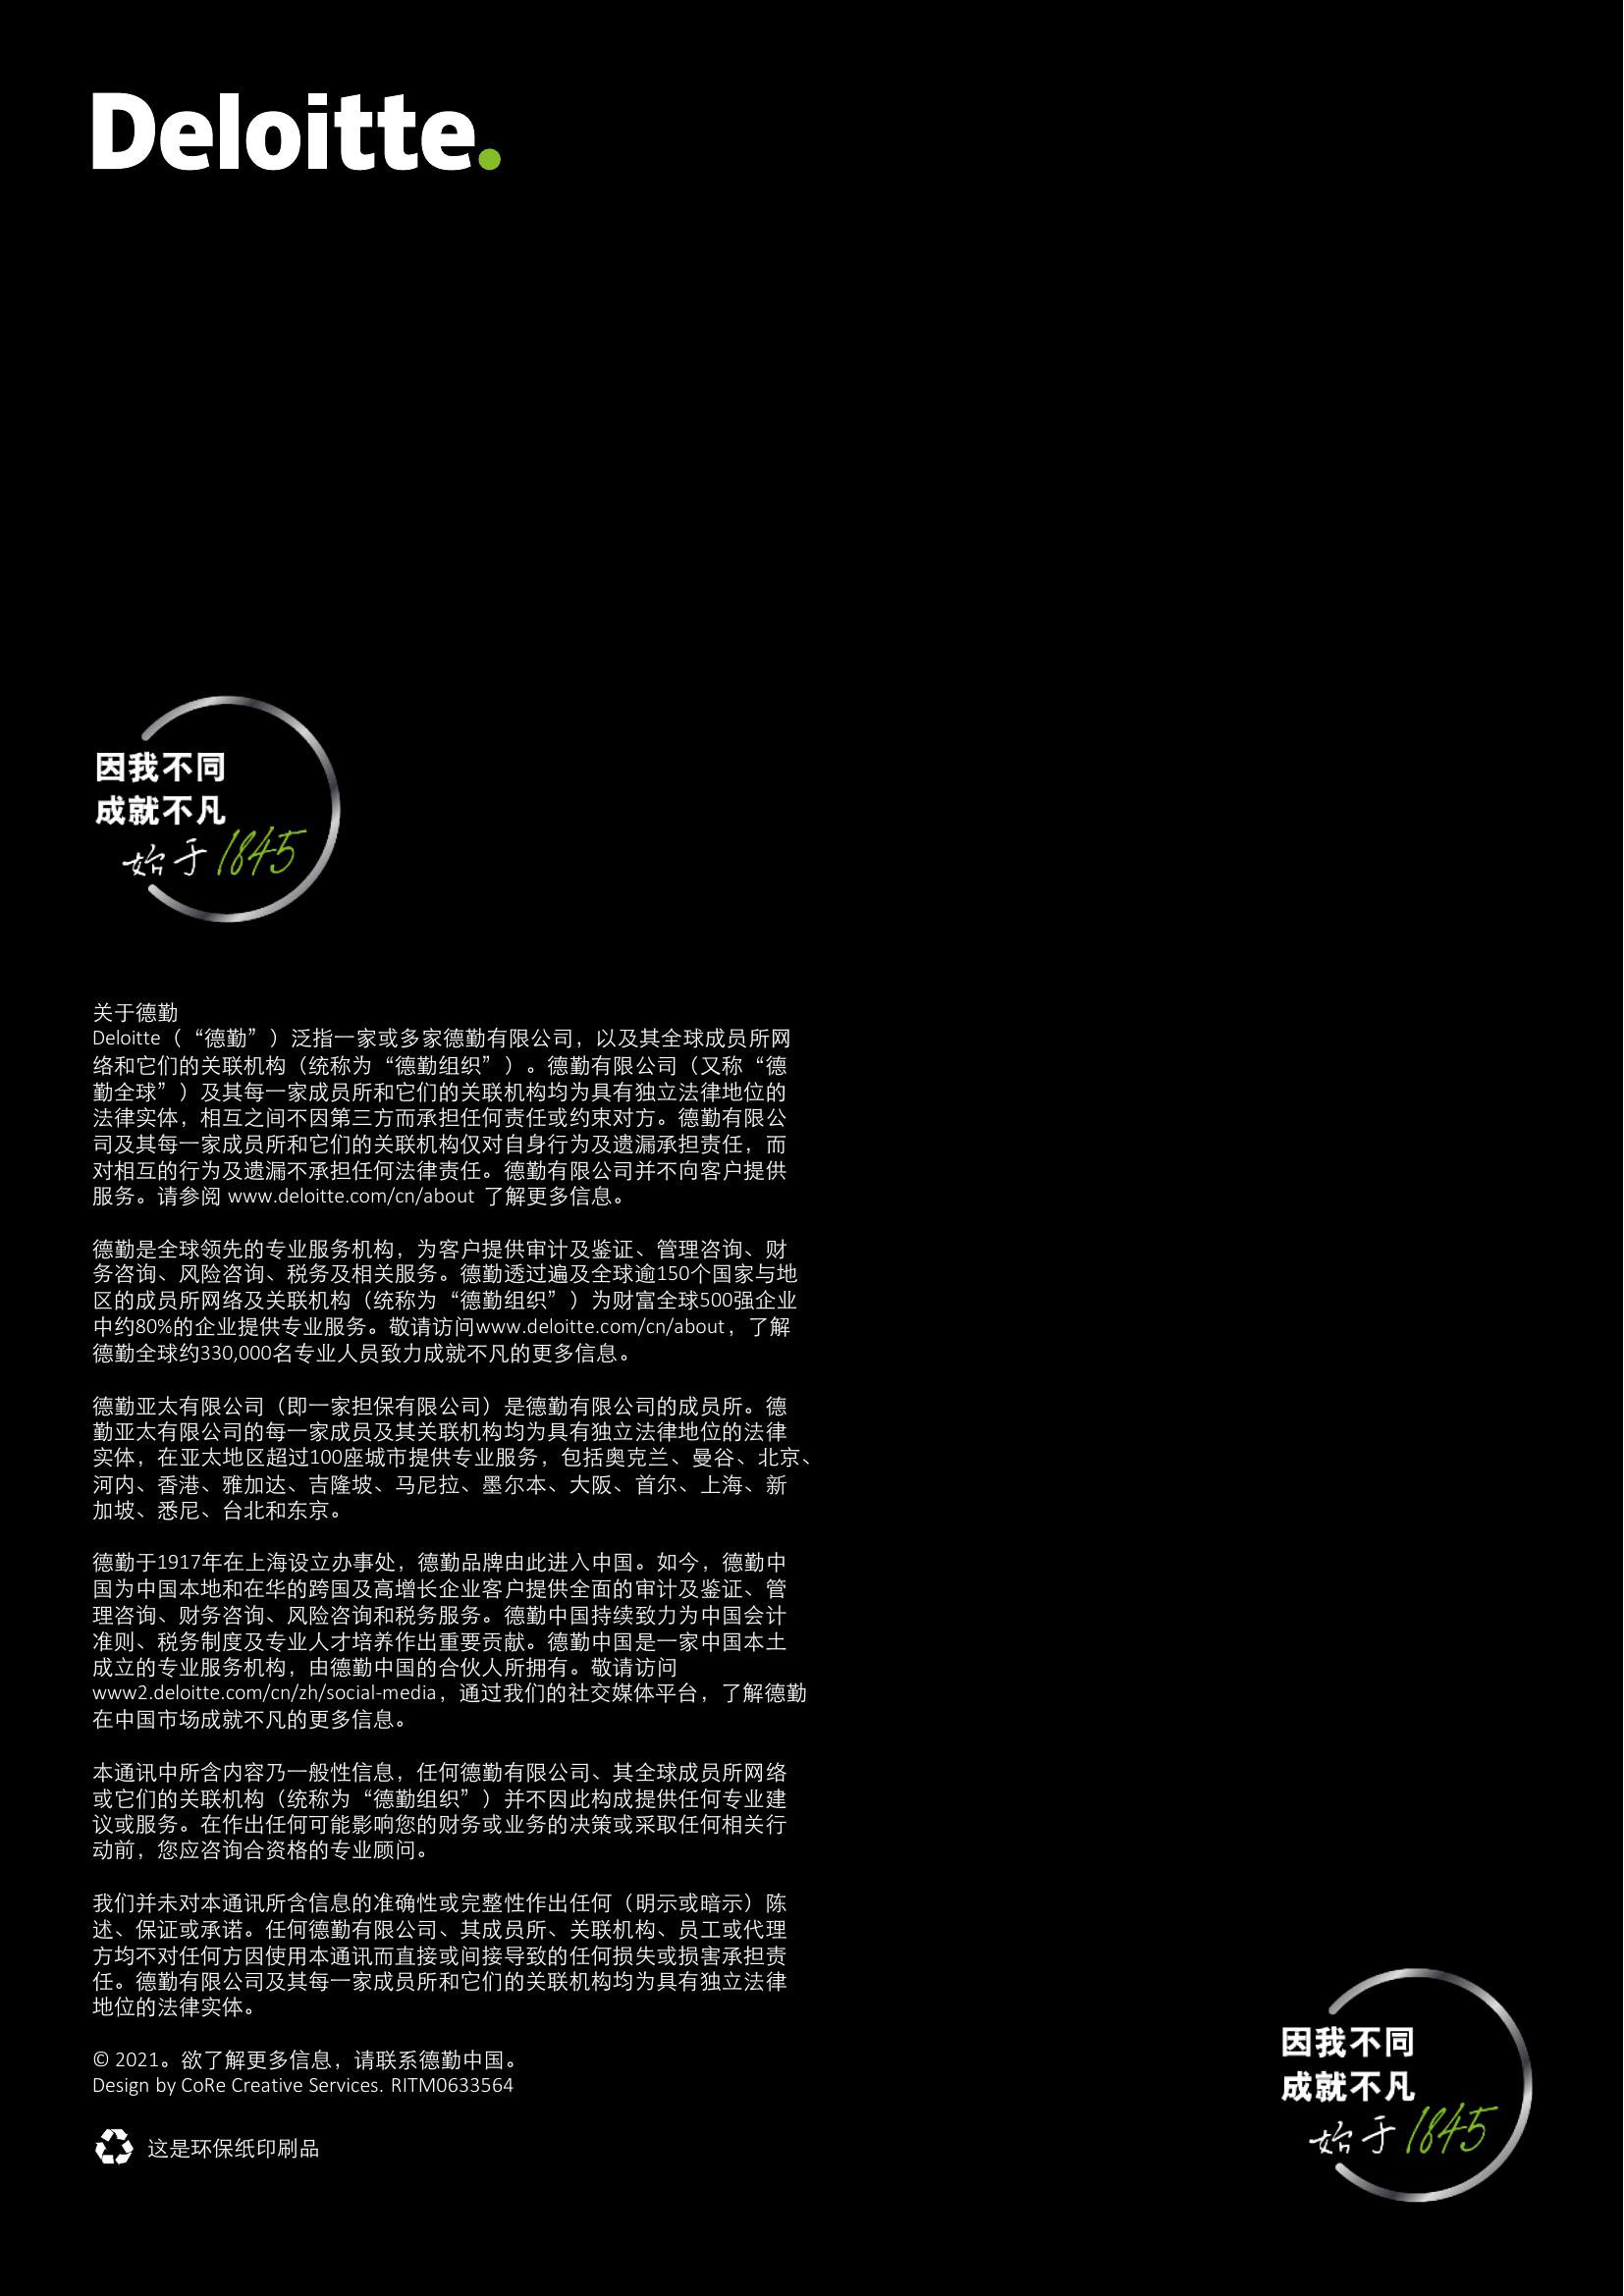 Deloitte.
因我不同
成就不凡
始于1845
关于德勤
Deloitte（“德勤”）泛指一家或多家德勤有限公司，以及其全球成员所网
络和它们的关联机构（统称为“德勤组织”）。德勤有限公司（又称“德
勤全球”）及其每一家成员所和它们的关联机构均为具有独立法律地位的
法律实体，相互之间不因第三方而承担任何责任或约束对方。德勤有限公
司及其每一家成员所和它们的关联机构仅对自身行为及遗漏承担责任，而
对相互的行为及遗漏不承担任何法律责任。德勤有限公司并不向客户提供
服务。请参阅 www.deloitte.com/cn/about 了解更多信息。
德勤是全球领先的专业服务机构，为客户提供审计及鉴证、管理咨询、财
务咨询、风险咨询、税务及相关服务。德勤透过遍及全球逾150个国家与地
区的成员所网络及关联机构（统称为“德勤组织”）为财富全球500强企业
中约80%的企业提供专业服务。敬请访问www.deloitte.com/cn/about，了解
德勤全球约330,000名专业人员致力成就不凡的更多信息。
德勤亚太有限公司（即一家担保有限公司）是德勤有限公司的成员所。德
勤亚太有限公司的每一家成员及其关联机构均为具有独立法律地位的法律
实体，在亚太地区超过100座城市提供专业服务，包括奥克兰、曼谷、北京、
河内、香港、雅加达、吉隆坡、马尼拉、墨尔本、大阪、首尔、上海、新
加坡、悉尼、台北和东京。
德勤于1917年在上海设立办事处，德勤品牌由此进入中国。如今，德勤中
国为中国本地和在华的跨国及高增长企业客户提供全面的审计及鉴证、管
理咨询、财务咨询、风险咨询和税务服务。德勤中国持续致力为中国会计
准则、税务制度及专业人才培养作出重要贡献。德勤中国是一家中国本土
成立的专业服务机构，由德勤中国的合伙人所拥有。敬请访问
www2.deloitte.com/cn/zh/social-media，通过我们的社交媒体平台，了解德勤
在中国市场成就不凡的更多信息。
本通讯中所含内容乃一般性信息，任何德勤有限公司、其全球成员所网络
或它们的关联机构（统称为“德勤组织”）并不因此构成提供任何专业建
议或服务。在作出任何可能影响您的财务或业务的决策或采取任何相关行
动前，您应咨询合资格的专业顾问。
我们并未对本通讯所含信息的准确性或完整性作出任何（明示或暗示）陈
述、保证或承诺。任何德勤有限公司、其成员所、关联机构、员工或代理
方均不对任何方因使用本通讯而直接或间接导致的任何损失或损害承担责
任。德勤有限公司及其每一家成员所和它们的关联机构均为具有独立法律
地位的法律实体。
© 2021。欲了解更多信息，请联系德勤中国。
Design by CoRe Creative Services. RITM0633564
这是环保纸印刷品
因我不同
成就不凡
始于1845